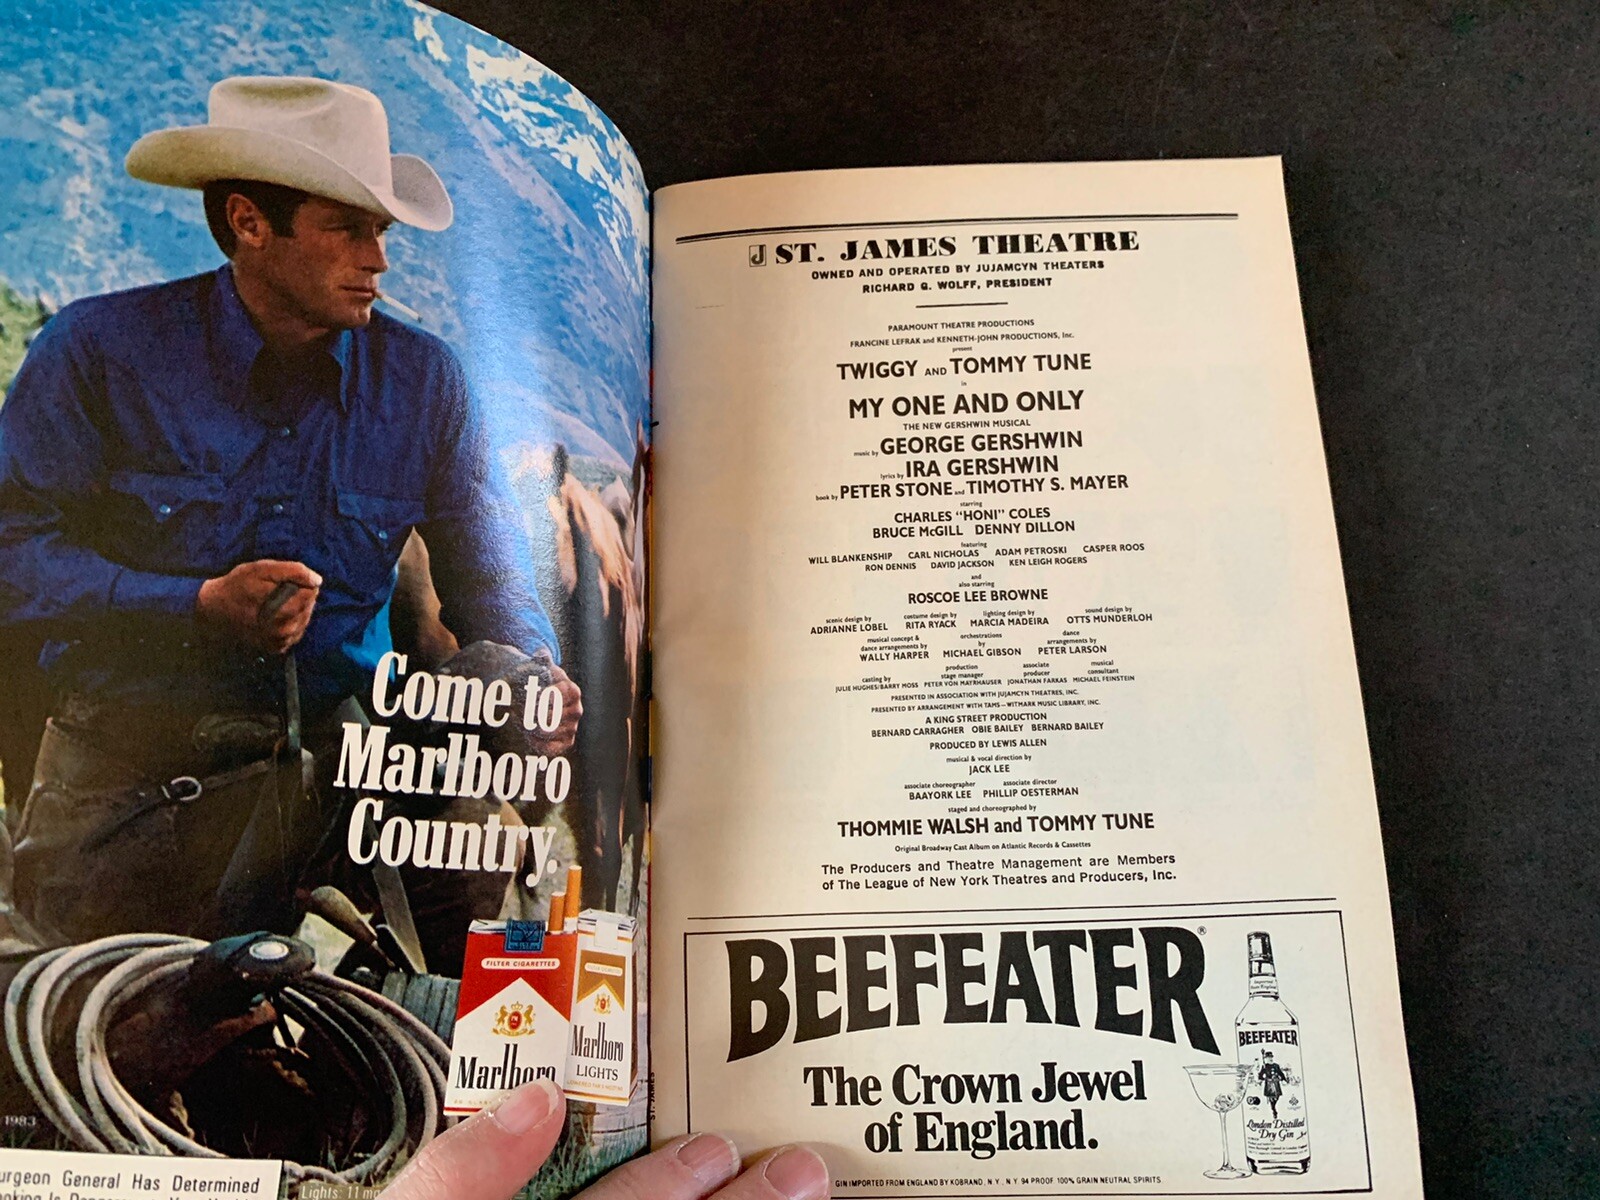 Come to
Marlboro
Country.
FILTER CIGARETTES
Marlboro
Marlboro
LIGHTS
1983
urgeon General Has Determined
Lights: 11 mg
ST. JAMES THEATRE
OWNED AND OPERATED BY JUJAMCYN THEATERS
RICHARD G. WOLFF, PRESIDENT
PARAMOUNT THEATRE PRODUCTIONS
FRANCINE LEFRAK and KENNETH-JOHN PRODUCTIONS, Inc.
present
TWIGGY AND TOMMY TUNE
in
MY ONE AND ONLY
THE NEW GERSHWIN MUSICAL
music by GEORGE GERSHWIN
lyrics by IRA GERSHWIN
book by PETER STONE and TIMOTHY S. MAYER
starring
CHARLES "HONI" COLES
BRUCE McGILL DENNY DILLON
featuring
WILL BLANKENSHIP CARL NICHOLAS ADAM PETROSKI CASPER ROOS
RON DENNIS DAVID JACKSON KEN LEIGH ROGERS
and
also starring
ROSCOE LEE BROWNE
scenic design by costume design by lighting design by sound design by
ADRIANNE LOBEL RITA RYACK MARCIA MADEIRA OTTS MUNDERLOH
musical concept & orchestrations dance
dance arrangements by by arrangements by
WALLY HARPER MICHAEL GIBSON PETER LARSON
production associate musical
casting by stage manager producer consultant
JULIE HUGHES/BARRY MOSS PETER VON MAYRHAUSER JONATHAN FARKAS MICHAEL FEINSTEIN
PRESENTED IN ASSOCIATION WITH JUJAMCYN THEATRES, INC.
PRESENTED BY ARRANGEMENT WITH TAMS—WITMARK MUSIC LIBRARY, INC.
A KING STREET PRODUCTION
BERNARD CARRAGHER OBIE BAILEY BERNARD BAILEY
PRODUCED BY LEWIS ALLEN
musical & vocal direction by
JACK LEE
associate choreographer associate director
BAAYORK LEE PHILLIP OESTERMAN
staged and choreographed by
THOMMIE WALSH and TOMMY TUNE
Original Broadway Cast Album on Atlantic Records & Cassettes
The Producers and Theatre Management are Members
of The League of New York Theatres and Producers, Inc.
BEEFEATER®
The Crown Jewel
of England.
BEEFEATER
London Distilled
Dry Gin
GIN IMPORTED FROM ENGLAND BY KOBRAND, N.Y., N.Y. 94 PROOF. 100% GRAIN NEUTRAL SPIRITS
ST. JAMES